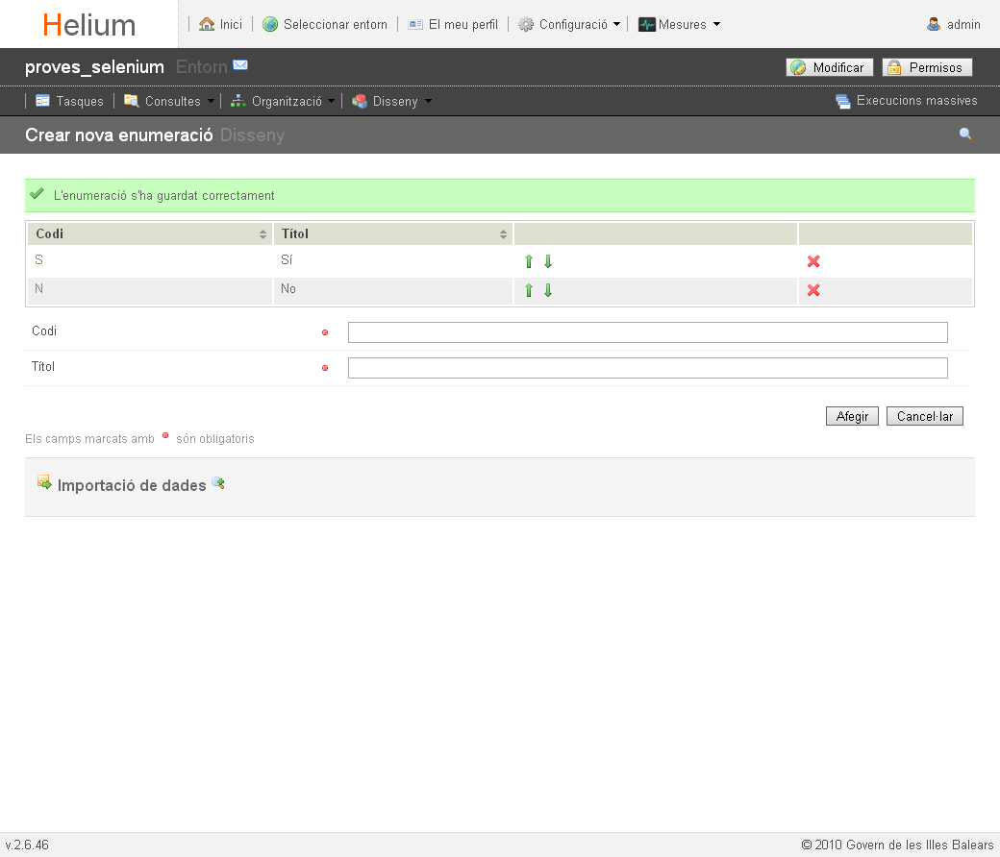 Helium
Inici Seleccionar entorn El meu perfil Configuració Mesures admin
proves_selenium Entorn Modificar Permisos
Tasques Consultes Organització Disseny Execucions massives
Crear nova enumeració Disseny
L'enumeració s'ha guardat correctament
Codi Títol
S Sí
N No
Codi
Títol
Afegir Cancel·lar
Els camps marcats amb són obligatoris
Importació de dades
v.2.6.46 © 2010 Govern de les Illes Balears